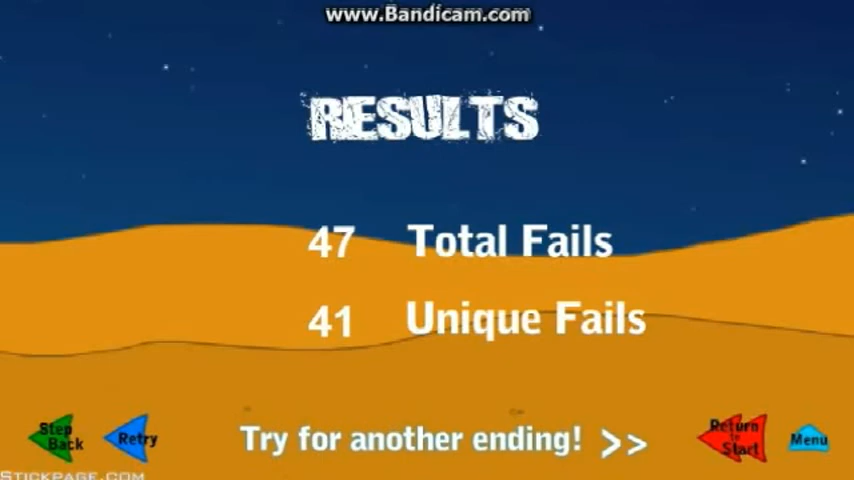 www.Bandicam.com
RESULTS
47 Total Fails
41 Unique Fails
Step Back
Retry
Try for another ending! >>
Return to Start
Menu
STICKPAGE.COM